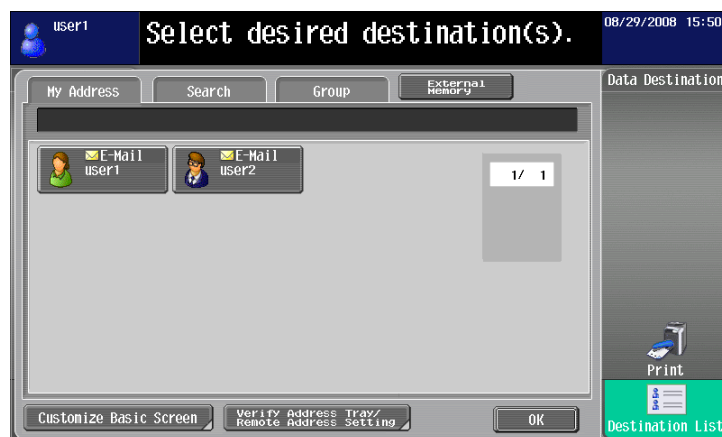 user1
Select desired destination(s).
08/29/2008 15:50
My Address
Search
Group
External
Memory
Data Destination
E-Mail
user1
E-Mail
user2
1/ 1
Print
Customize Basic Screen
Verify Address Tray/
Remote Address Setting
OK
Destination List